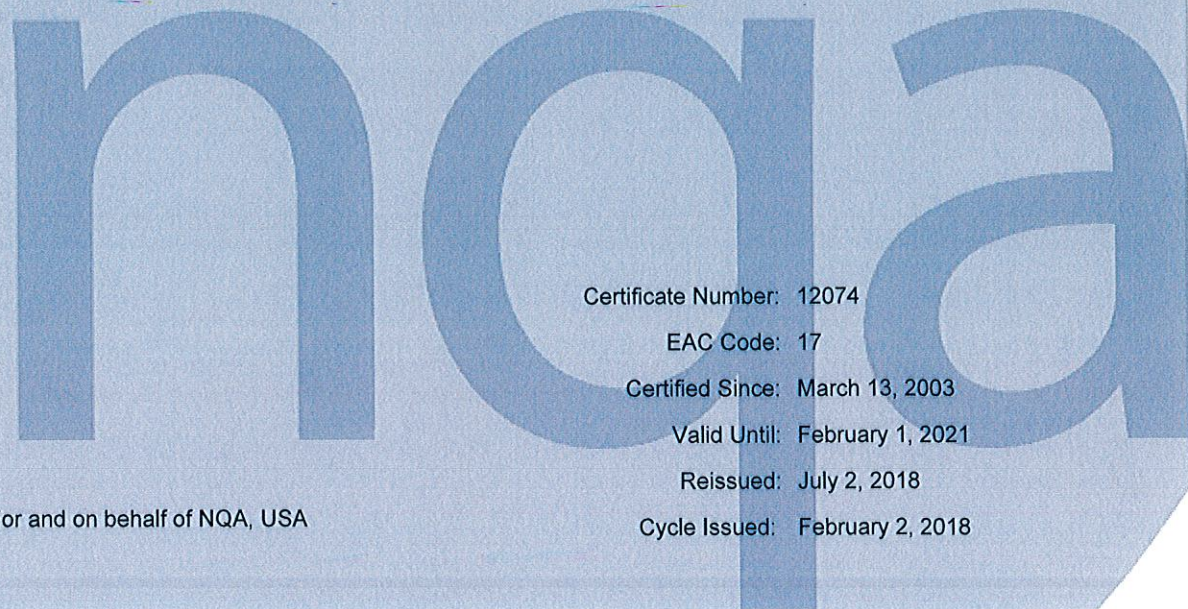 nqa
Certificate Number: 12074
EAC Code: 17
Certified Since: March 13, 2003
Valid Until: February 1, 2021
Reissued: July 2, 2018
or and on behalf of NQA, USA
Cycle Issued: February 2, 2018